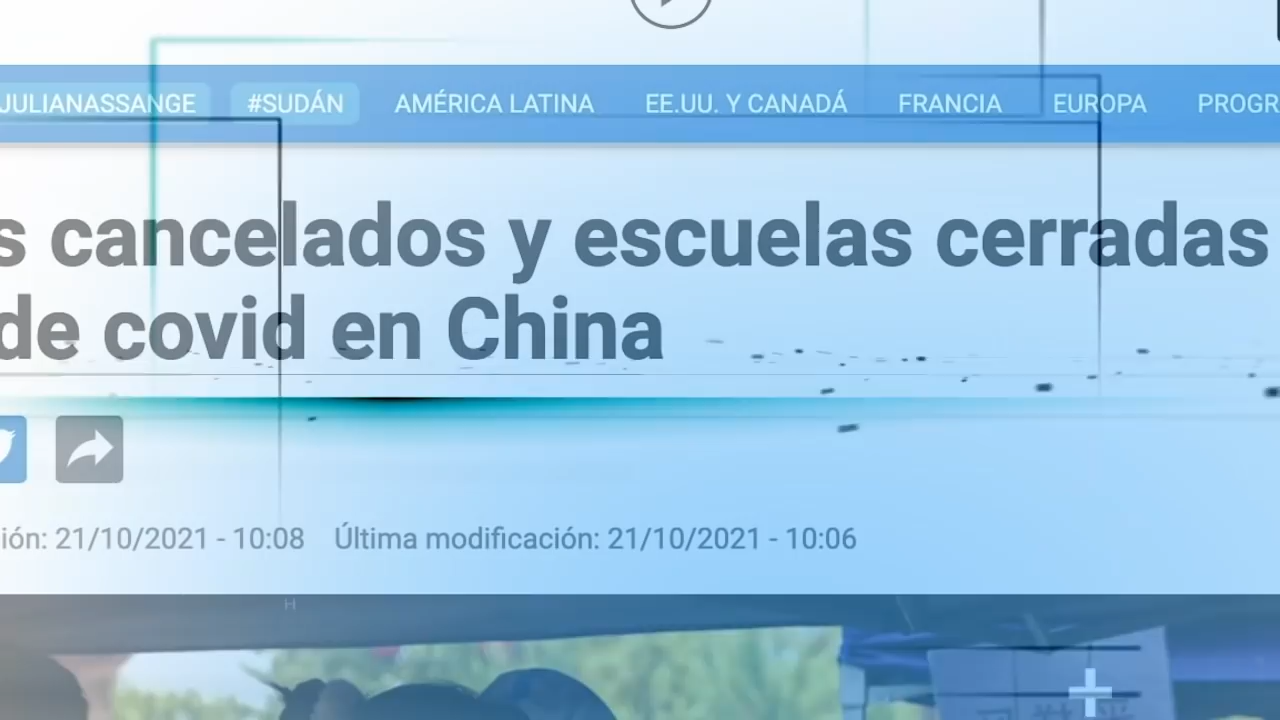 JULIANASSANGE #SUDÁN AMÉRICA LATINA EE.UU. Y CANADÁ FRANCIA EUROPA PROGR
s cancelados y escuelas cerradas
de covid en China
ión: 21/10/2021 - 10:08 Última modificación: 21/10/2021 - 10:06
H